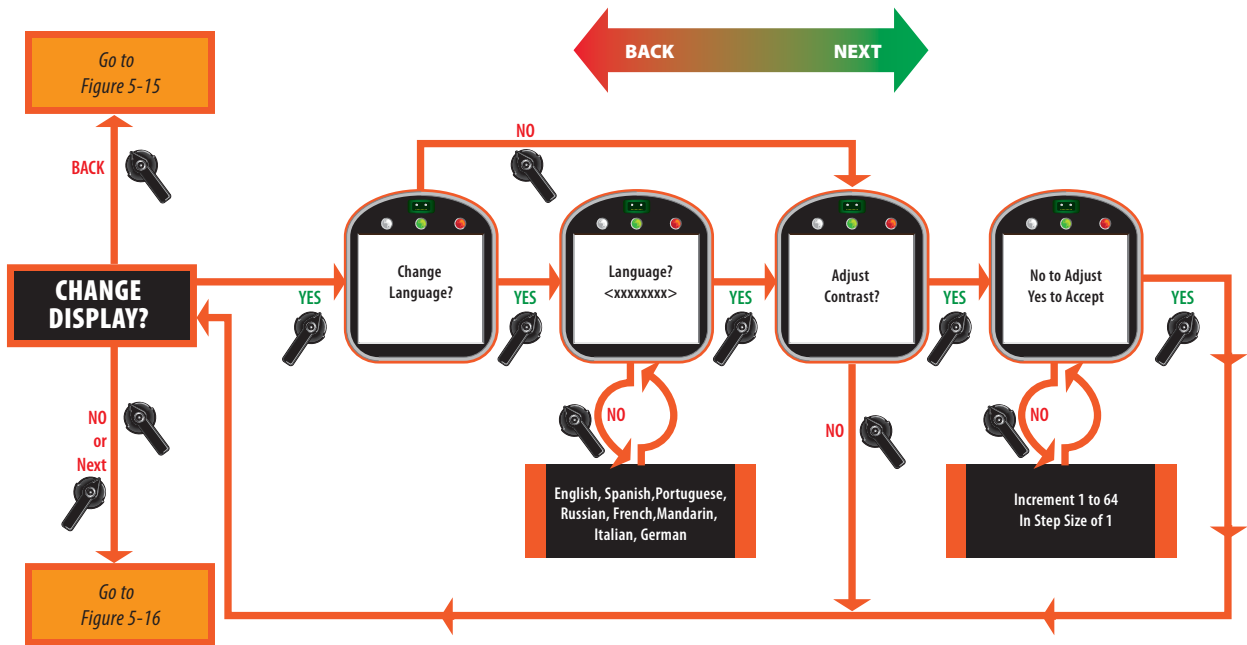 Go to
Figure 5-15
BACK NEXT
NO
BACK
Change
Language?
Language?
<xxxxxxxx>
Adjust
Contrast?
No to Adjust
Yes to Accept
CHANGE
DISPLAY?
YES
YES
YES
YES
YES
NO
or
Next
NO
NO
NO
English, Spanish,Portuguese,
Russian, French,Mandarin,
Italian, German
Increment 1 to 64
In Step Size of 1
Go to
Figure 5-16